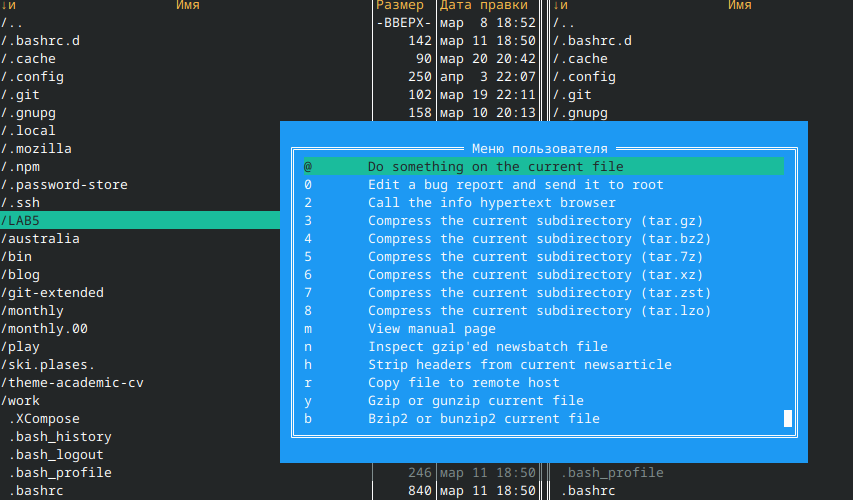 ↓и Имя Размер Дата правки ↓и Имя
/.. -ВВЕРХ- мар 8 18:52 /..
/.bashrc.d 142 мар 11 18:50 /.bashrc.d
/.cache 90 мар 20 20:42 /.cache
/.config 250 апр 3 22:07 /.config
/.git 102 мар 19 22:11 /.git
/.gnupg 158 мар 10 20:13 /.gnupg
/.local
/.mozilla Меню пользователя
/.npm @ Do something on the current file
/.password-store 0 Edit a bug report and send it to root
/.ssh 2 Call the info hypertext browser
/LAB5 3 Compress the current subdirectory (tar.gz)
/australia 4 Compress the current subdirectory (tar.bz2)
/bin 5 Compress the current subdirectory (tar.7z)
/blog 6 Compress the current subdirectory (tar.xz)
/git-extended 7 Compress the current subdirectory (tar.zst)
/monthly 8 Compress the current subdirectory (tar.lzo)
/monthly.00 m View manual page
/play n Inspect gzip'ed newsbatch file
/ski.plases. h Strip headers from current newsarticle
/theme-academic-cv r Copy file to remote host
/work y Gzip or gunzip current file
.XCompose b Bzip2 or bunzip2 current file
.bash_history
.bash_logout
.bash_profile 246 мар 11 18:50 .bash_profile
.bashrc 840 мар 11 18:50 .bashrc